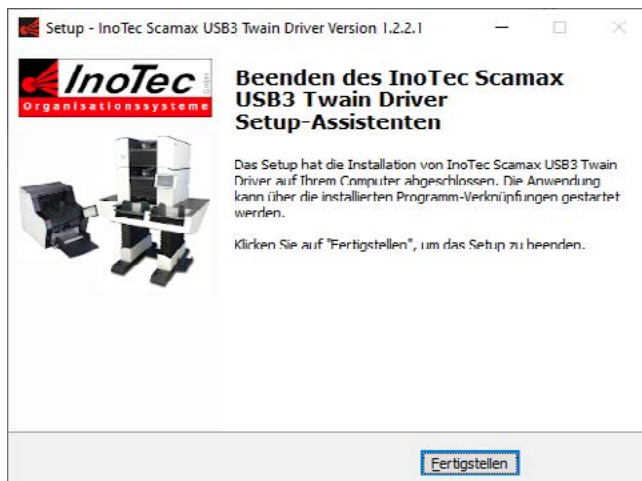 Setup - InoTec Scamax USB3 Twain Driver Version 1.2.2.1
InoTec GmbH
Organisationssysteme
Beenden des InoTec Scamax
USB3 Twain Driver
Setup-Assistenten
Das Setup hat die Installation von InoTec Scamax USB3 Twain
Driver auf Ihrem Computer abgeschlossen. Die Anwendung
kann über die installierten Programm-Verknüpfungen gestartet
werden.
Klicken Sie auf "Fertigstellen", um das Setup zu beenden.
Fertigstellen